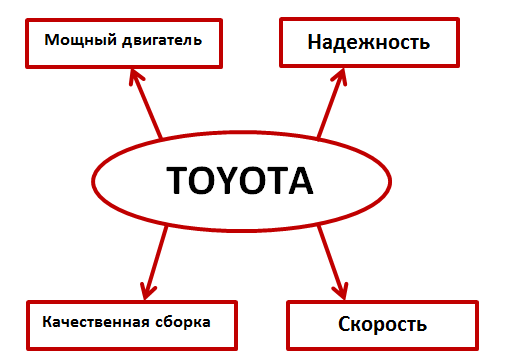 Мощный двигатель
Надежность
TOYOTA
Качественная сборка
Скорость